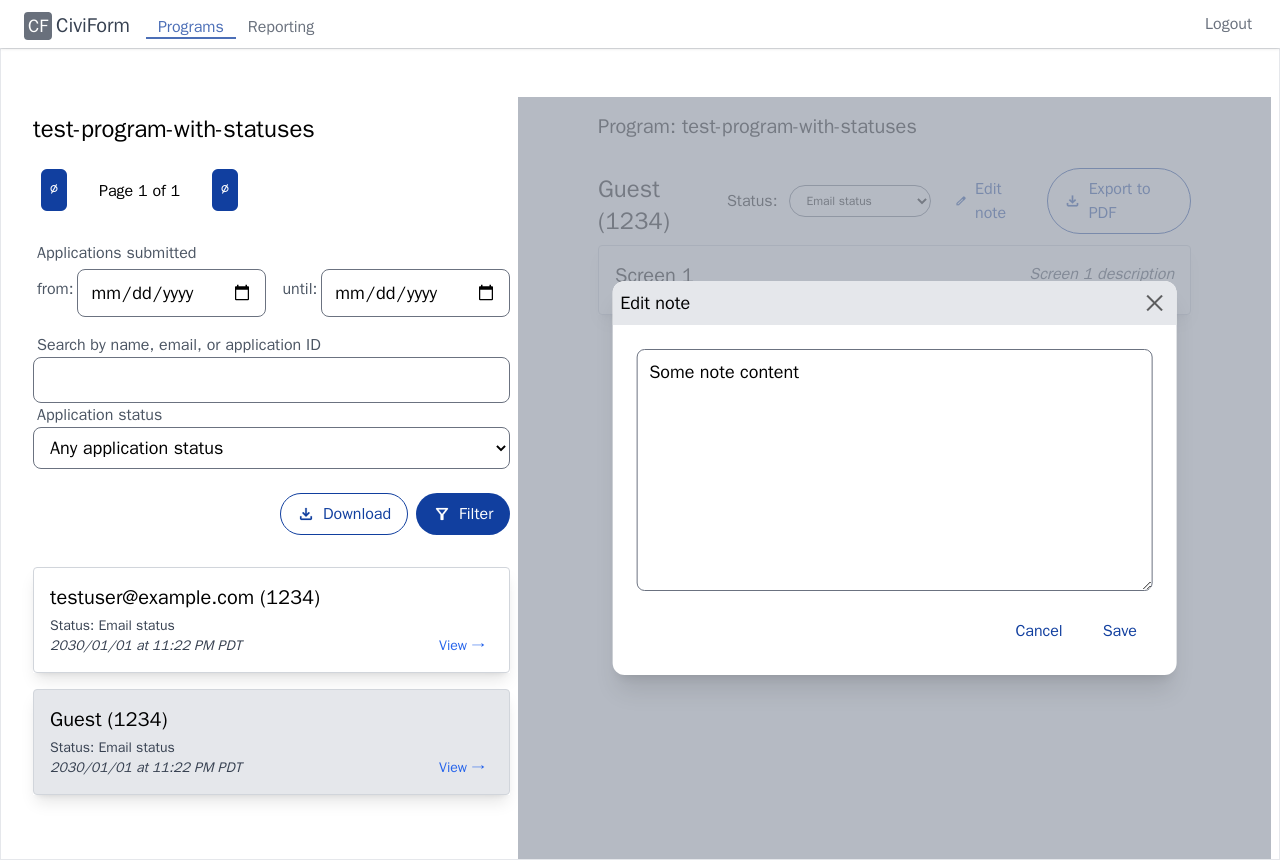 CF CiviForm Programs Reporting Logout
test-program-with-statuses
∅ Page 1 of 1 ∅
Applications submitted
from: mm/dd/yyyy until: mm/dd/yyyy
Search by name, email, or application ID
Application status
Any application status
Download Filter
testuser@example.com (1234)
Status: Email status
2030/01/01 at 11:22 PM PDT View →
Guest (1234)
Status: Email status
2030/01/01 at 11:22 PM PDT View →
Program: test-program-with-statuses
Guest
(1234)
Status: Email status
Edit
note
Export to
PDF
Screen 1 Screen 1 description
Edit note
Some note content
Cancel Save